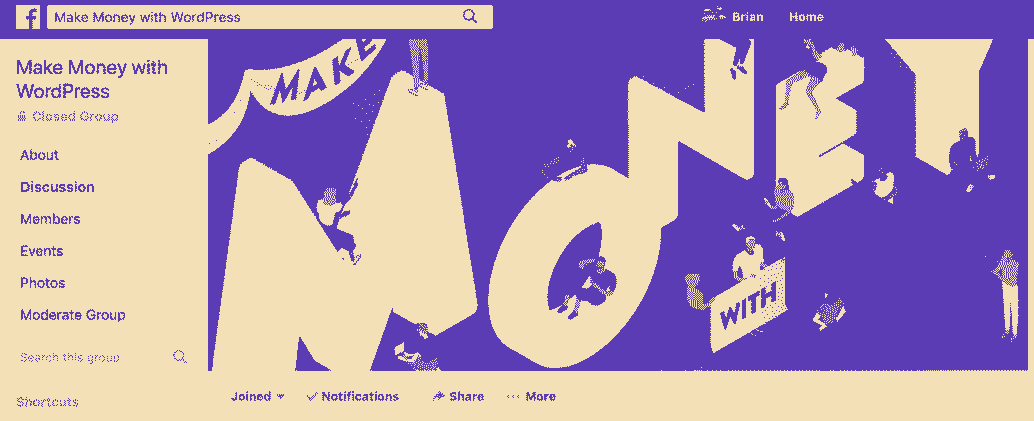 f
Make Money with WordPress
Brian
Home
Make Money with
WordPress
Closed Group
About
Discussion
Members
Events
Photos
Moderate Group
Search this group
Shortcuts
MAKE
MONEY
WITH
Joined
Notifications
Share
More